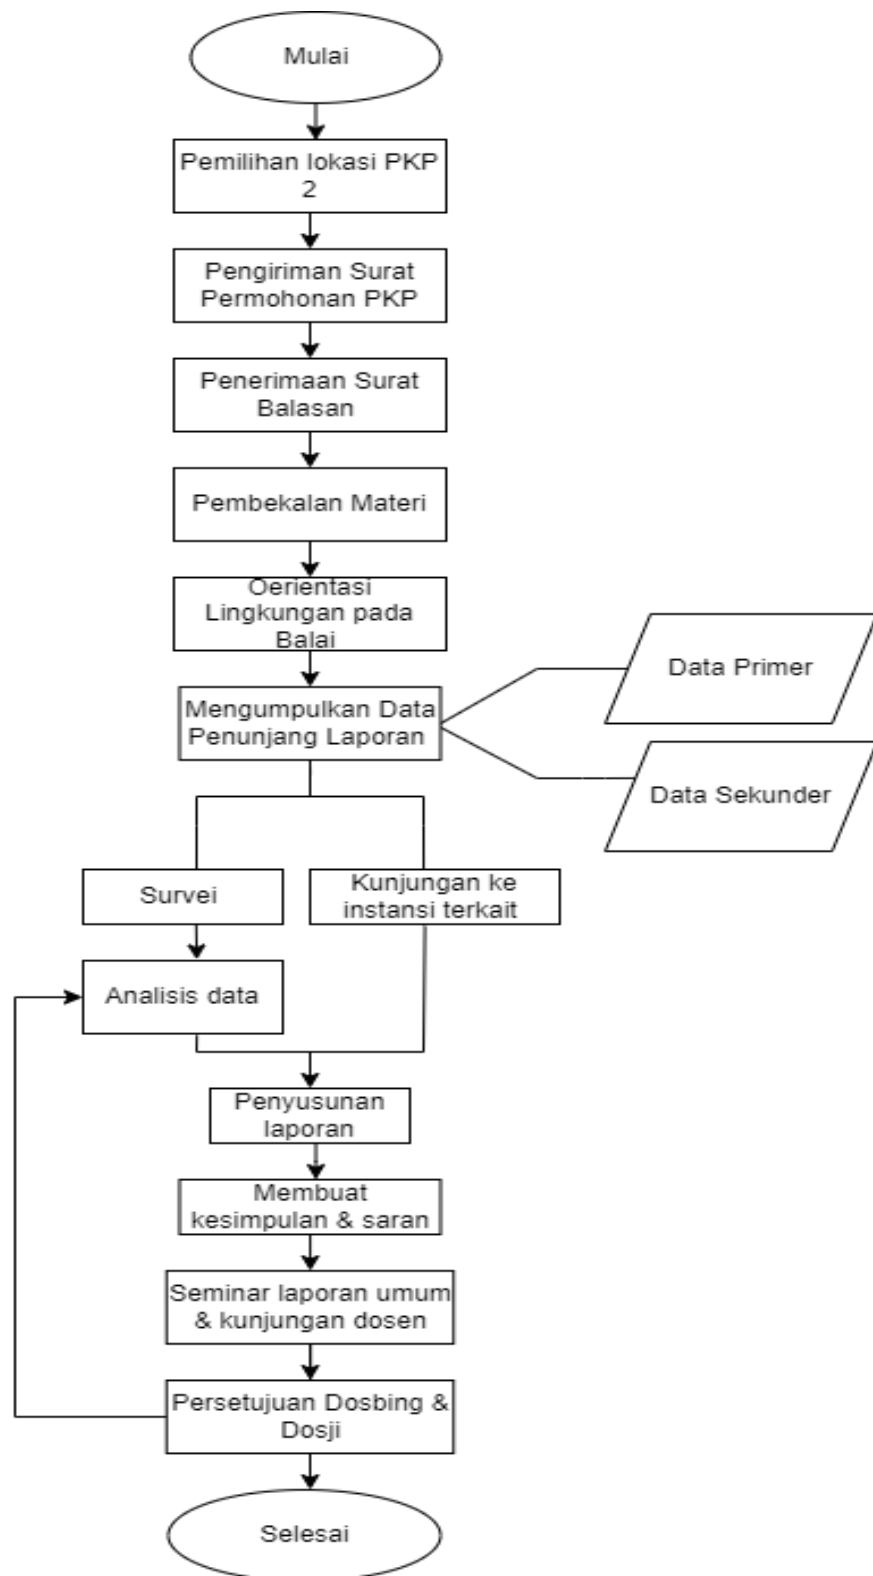 Mulai
Pemilihan lokasi PKP
2
Pengiriman Surat
Permohonan PKP
Penerimaan Surat
Balasan
Pembekalan Materi
Oerientasi
Lingkungan pada
Balai
Mengumpulkan Data
Penunjang Laporan
Data Primer
Data Sekunder
Survei
Kunjungan ke
instansi terkait
Analisis data
Penyusunan
laporan
Membuat
kesimpulan & saran
Seminar laporan umum
& kunjungan dosen
Persetujuan Dosbing &
Dosji
Selesai